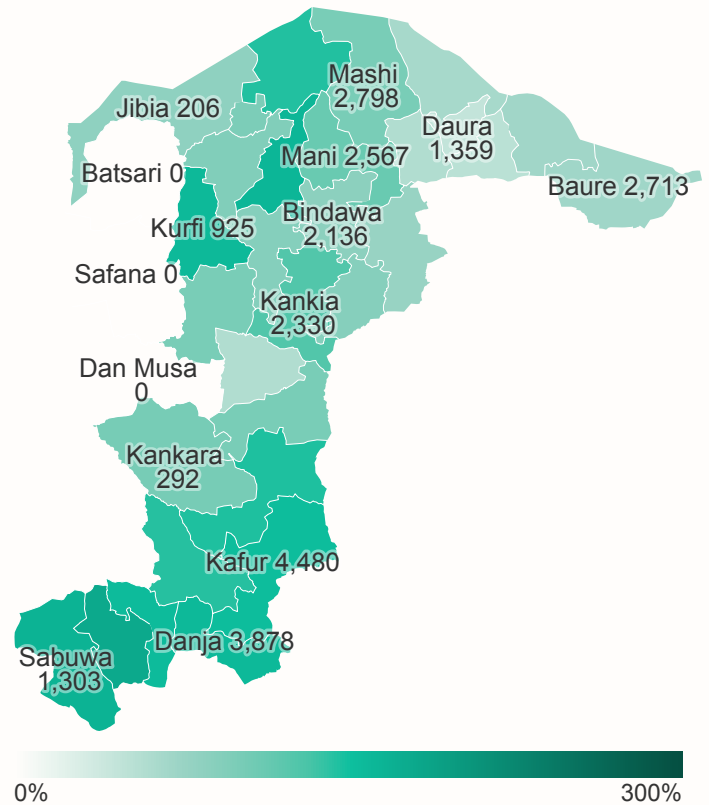 Mashi
2,798
Jibia 206
Daura
1,359
Mani 2,567
Batsari 0
Baure 2,713
Bindawa
2,136
Kurfi 925
Safana 0
Kankia
2,330
Dan Musa
0
Kankara
292
Kafur 4,480
Danja 3,878
Sabuwa
1,303
0%
300%